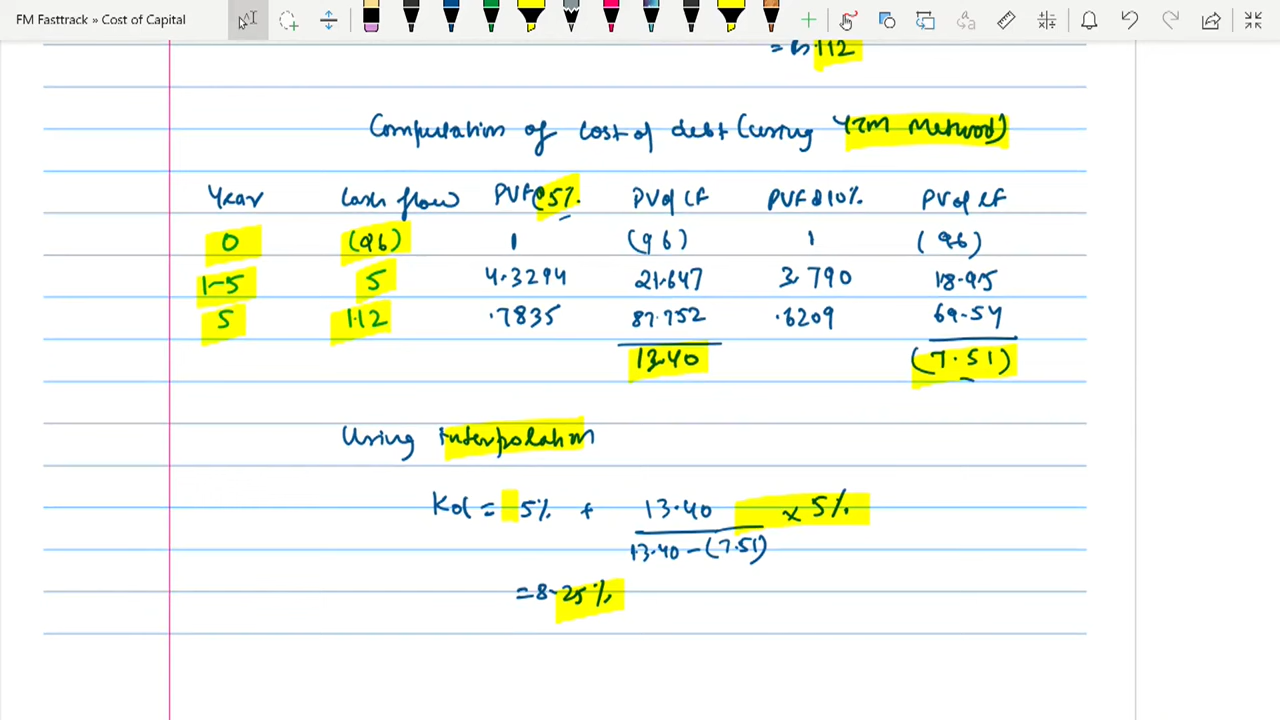 FM Fasttrack » Cost of Capital
= 6.112
Computation of cost of debt (using YTM Method)
Year Cash flow PVF@5% PV of CF PVF@10% PV of CF
0 (96) 1 (96) 1 (96)
1-5 5 4.3294 21.647 3.790 18.95
5 112 .7835 87.752 .6209 69.54
13.40 (7.51)
Using Interpolation
Kd = 5% + 13.40 x 5%
13.40-(7.51)
= 8.25%